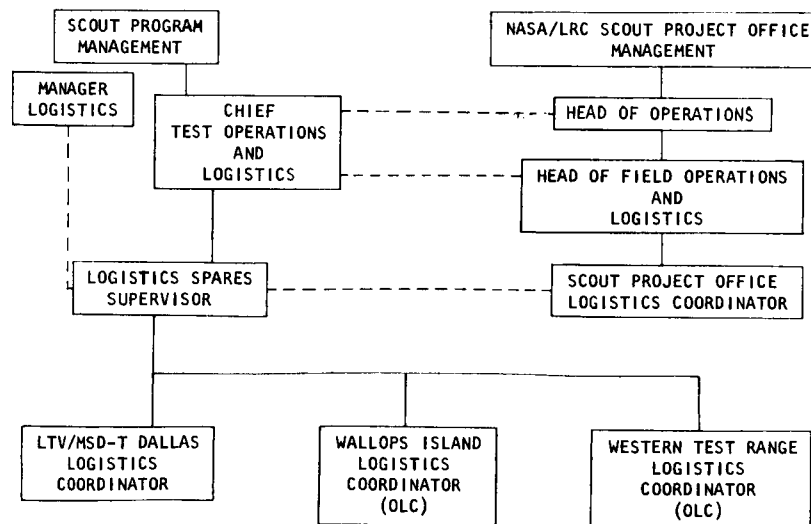 SCOUT PROGRAM
MANAGEMENT
NASA/LRC SCOUT PROJECT OFFICE
MANAGEMENT
MANAGER
LOGISTICS
CHIEF
TEST OPERATIONS
AND
LOGISTICS
HEAD OF OPERATIONS
HEAD OF FIELD OPERATIONS
AND
LOGISTICS
LOGISTICS SPARES
SUPERVISOR
SCOUT PROJECT OFFICE
LOGISTICS COORDINATOR
LTV/MSD-T DALLAS
LOGISTICS
COORDINATOR
WALLOPS ISLAND
LOGISTICS
COORDINATOR
(OLC)
WESTERN TEST RANGE
LOGISTICS
COORDINATOR
(OLC)